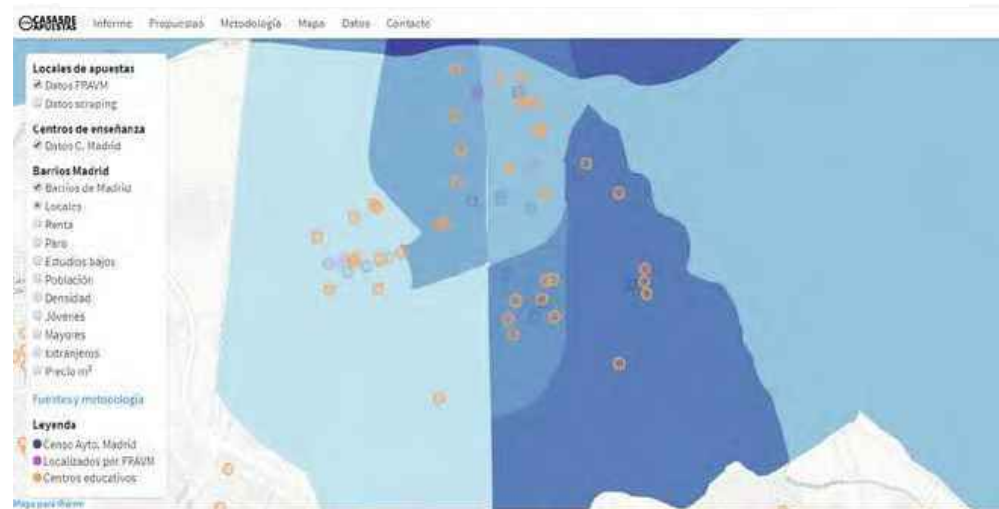 CASAS DE APUESTAS
Informe Propuestas Metodología Mapa Datos Contacto
Locales de apuestas
Datos FRAVM
Datos scraping
Centros de enseñanza
Datos C. Madrid
Barrios Madrid
Barrios de Madrid
Locales
Renta
Paro
Estudios bajos
Población
Densidad
Jóvenes
Mayores
Extranjeros
Precio m²
Fuentes y metodología
Leyenda
Censo Ayto. Madrid
Localizados por FRAVM
Centros educativos
Mapa para